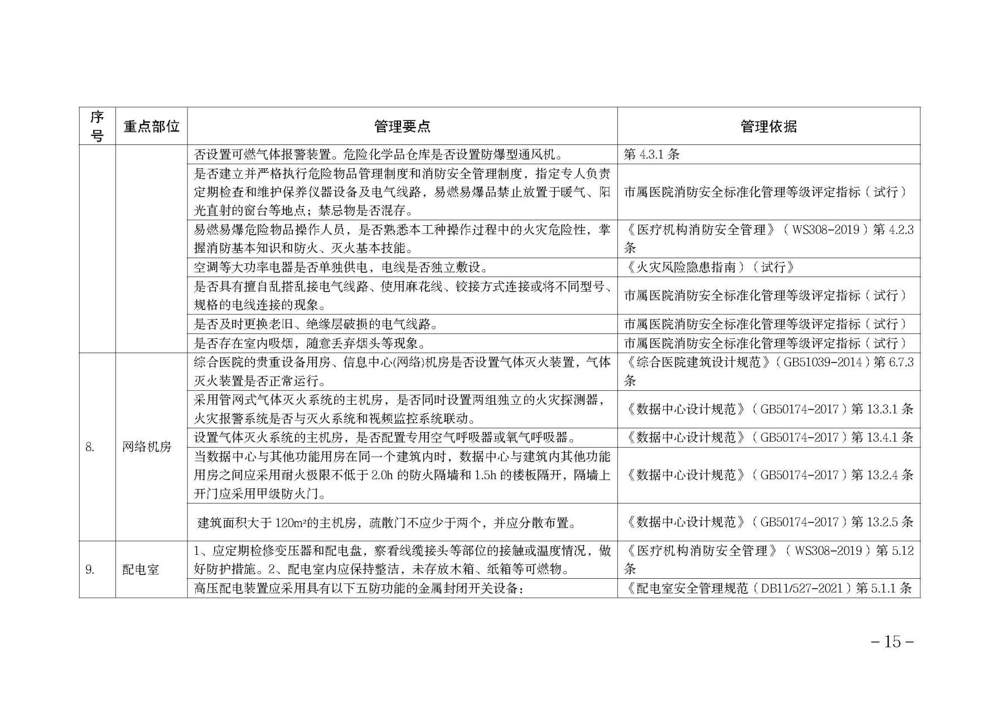 序
号
重点部位
管理要点
管理依据
否设置可燃气体报警装置。危险化学品仓库是否设置防爆型通风机。
第 4.3.1 条
是否建立并严格执行危险物品管理制度和消防安全管理制度，指定专人负责
定期检查和维护保养仪器设备及电气线路，易燃易爆品禁止放置于暖气、阳
光直射的窗台等地点；禁忌物是否混存。
市属医院消防安全标准化管理等级评定指标（试行）
易燃易爆危险物品操作人员，是否熟悉本工种操作过程中的火灾危险性，掌
握消防基本知识和防火、灭火基本技能。
《医疗机构消防安全管理》（WS308-2019）第 4.2.3
条
空调等大功率电器是否单独供电，电线是否独立敷设。
《火灾风险隐患指南）（试行》
是否具有擅自乱搭乱接电气线路、使用麻花线、铰接方式连接或将不同型号、
规格的电线连接的现象。
市属医院消防安全标准化管理等级评定指标（试行）
是否及时更换老旧、绝缘层破损的电气线路。
市属医院消防安全标准化管理等级评定指标（试行）
是否存在室内吸烟，随意丢弃烟头等现象。
市属医院消防安全标准化管理等级评定指标（试行）
8.
网络机房
综合医院的贵重设备用房、信息中心(网络)机房是否设置气体灭火装置，气体
灭火装置是否正常运行。
《综合医院建筑设计规范》（GB51039-2014）第 6.7.3
条
采用管网式气体灭火系统的主机房，是否同时设置两组独立的火灾探测器，
火灾报警系统是否与灭火系统和视频监控系统联动。
《数据中心设计规范》（GB50174-2017）第 13.3.1 条
设置气体灭火系统的主机房，是否配置专用空气呼吸器或氧气呼吸器。
《数据中心设计规范》（GB50174-2017）第 13.4.1 条
当数据中心与其他功能用房在同一个建筑内时，数据中心与建筑内其他功能
用房之间应采用耐火极限不低于 2.0h 的防火隔墙和 1.5h 的楼板隔开，隔墙上
开门应采用甲级防火门。
《数据中心设计规范》（GB50174-2017）第 13.2.4 条
建筑面积大于 120m²的主机房，疏散门不应少于两个，并应分散布置。
《数据中心设计规范》（GB50174-2017）第 13.2.5 条
9.
配电室
1、应定期检修变压器和配电盘，察看线缆接头等部位的接触或温度情况，做
好防护措施。2、配电室内应保持整洁，未存放木箱、纸箱等可燃物。
《医疗机构消防安全管理》（WS308-2019）第 5.12
条
高压配电装置应采用具有以下五防功能的金属封闭开关设备：
《配电室安全管理规范（DB11/527-2021）第 5.1.1 条
－15－